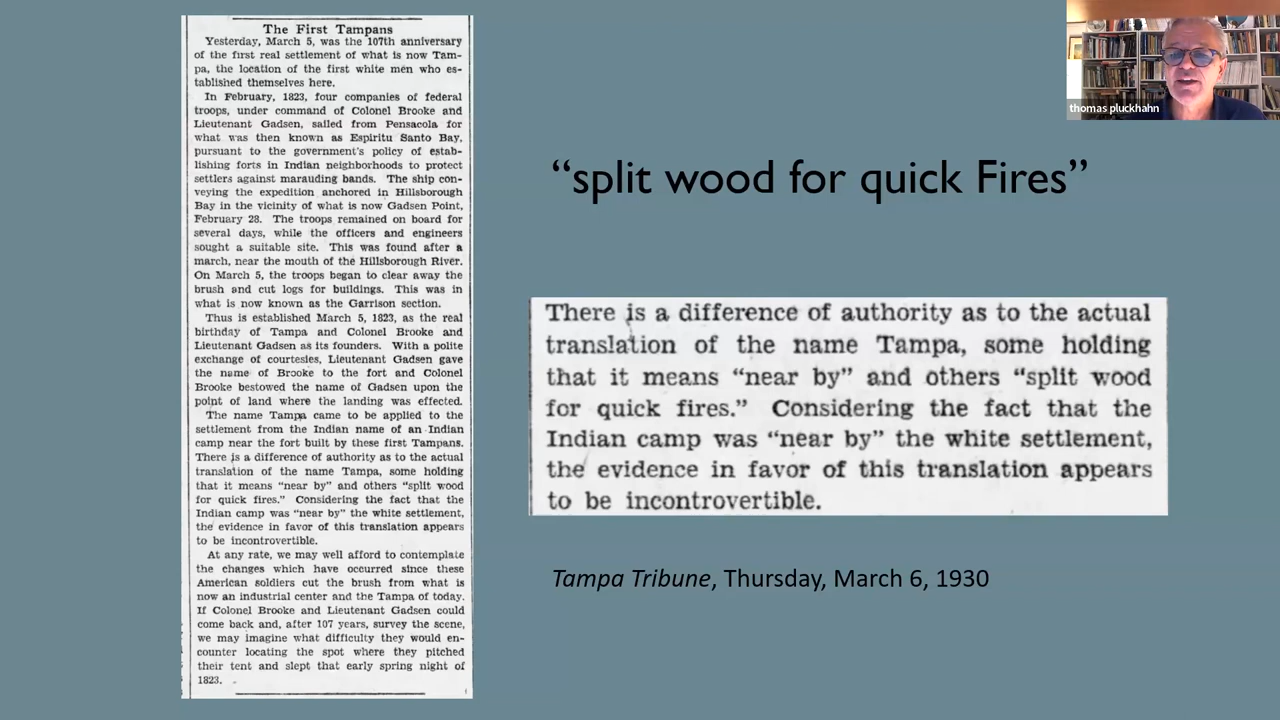 The First Tampans
Yesterday, March 5, was the 107th anniversary
of the first real settlement of what is now Tam-
pa, the location of the first white men who es-
tablished themselves here.
In February, 1823, four companies of federal
troops, under command of Colonel Brooke and
Lieutenant Gadsen, sailed from Pensacola for
what was then known as Espiritu Santo Bay,
pursuant to the government's policy of estab-
lishing forts in Indian neighborhoods to protect
settlers against marauding bands. The ship con-
veying the expedition anchored in Hillsborough
Bay in the vicinity of what is now Gadsen Point,
February 28. The troops remained on board for
several days, while the officers and engineers
sought a suitable site. This was found after a
march, near the mouth of the Hillsborough River.
On March 5, the troops began to clear away the
brush and cut logs for buildings. This was in
what is now known as the Garrison section.
Thus is established March 5, 1823, as the real
birthday of Tampa and Colonel Brooke and
Lieutenant Gadsen as its founders. With a polite
exchange of courtesies, Lieutenant Gadsen gave
the name of Brooke to the fort and Colonel
Brooke bestowed the name of Gadsen upon the
point of land where the landing was effected.
The name Tampa came to be applied to the
settlement from the Indian name of an Indian
camp near the fort built by these first Tampans.
There is a difference of authority as to the actual
translation of the name Tampa, some holding
that it means "near by" and others "split wood
for quick fires." Considering the fact that the
Indian camp was "near by" the white settlement,
the evidence in favor of this translation appears
to be incontrovertible.
At any rate, we may well afford to contemplate
the changes which have occurred since these
American soldiers cut the brush from what is
now an industrial center and the Tampa of today.
If Colonel Brooke and Lieutenant Gadsen could
come back and, after 107 years, survey the scene,
we may imagine what difficulty they would en-
counter locating the spot where they pitched
their tent and slept that early spring night of
1823.
“split wood for quick Fires”
There is a difference of authority as to the actual
translation of the name Tampa, some holding
that it means "near by" and others "split wood
for quick fires." Considering the fact that the
Indian camp was "near by" the white settlement,
the evidence in favor of this translation appears
to be incontrovertible.
Tampa Tribune, Thursday, March 6, 1930
thomas pluckhahn